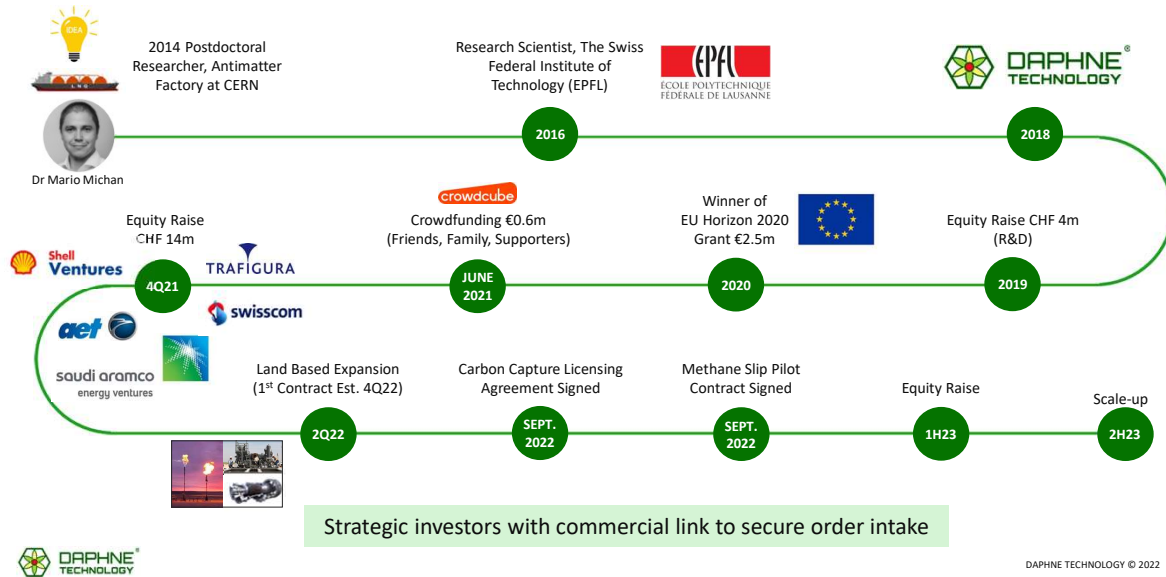 IDEA
LNG
2014 Postdoctoral
Researcher, Antimatter
Factory at CERN
Dr Mario Michan
Research Scientist, The Swiss
Federal Institute of
Technology (EPFL)
EPFL
ÉCOLE POLYTECHNIQUE
FÉDÉRALE DE LAUSANNE
2016
DAPHNE®
TECHNOLOGY
2018
Equity Raise
CHF 14m
Shell
Ventures
TRAFIGURA
4Q21
crowdcube
Crowdfunding €0.6m
(Friends, Family, Supporters)
JUNE
2021
Winner of
EU Horizon 2020
Grant €2.5m
2020
Equity Raise CHF 4m
(R&D)
2019
swisscom
aet
saudi aramco
energy ventures
Land Based Expansion
(1st Contract Est. 4Q22)
2Q22
Carbon Capture Licensing
Agreement Signed
SEPT.
2022
Methane Slip Pilot
Contract Signed
SEPT.
2022
Equity Raise
1H23
Scale-up
2H23
Strategic investors with commercial link to secure order intake
DAPHNE®
TECHNOLOGY
DAPHNE TECHNOLOGY © 2022